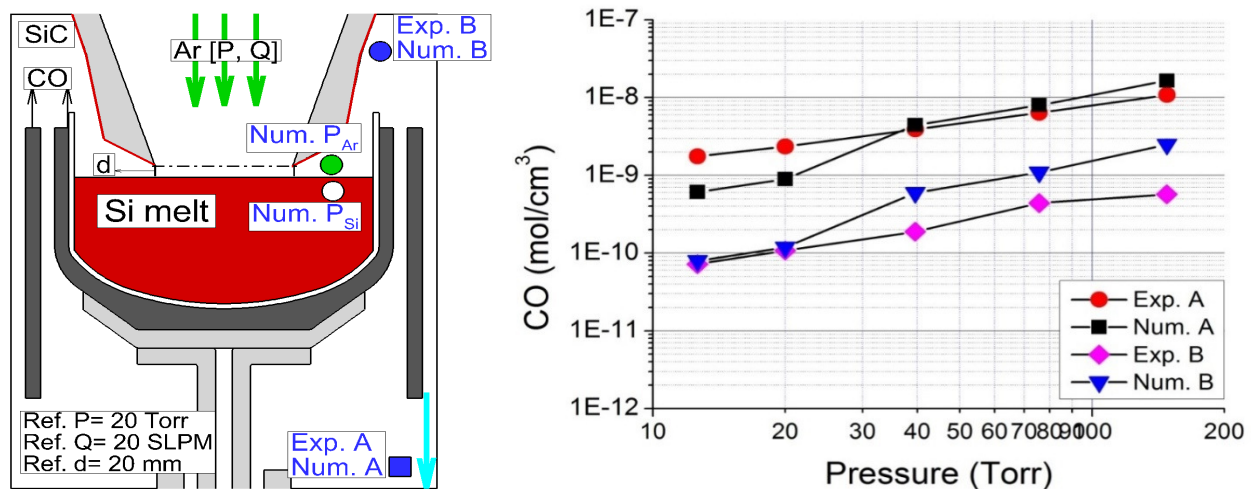 SiC
Exp. B
Num. B
Ar [P, Q]
CO
Num. P_Ar
d
Si melt
Num. P_Si
Ref. P= 20 Torr
Ref. Q= 20 SLPM
Ref. d= 20 mm
Exp. A
Num. A
1E-7
1E-8
1E-9
1E-10
1E-11
1E-12
CO (mol/cm³)
Exp. A
Num. A
Exp. B
Num. B
10 20 30 40 50 60 70 80 90 100 200
Pressure (Torr)